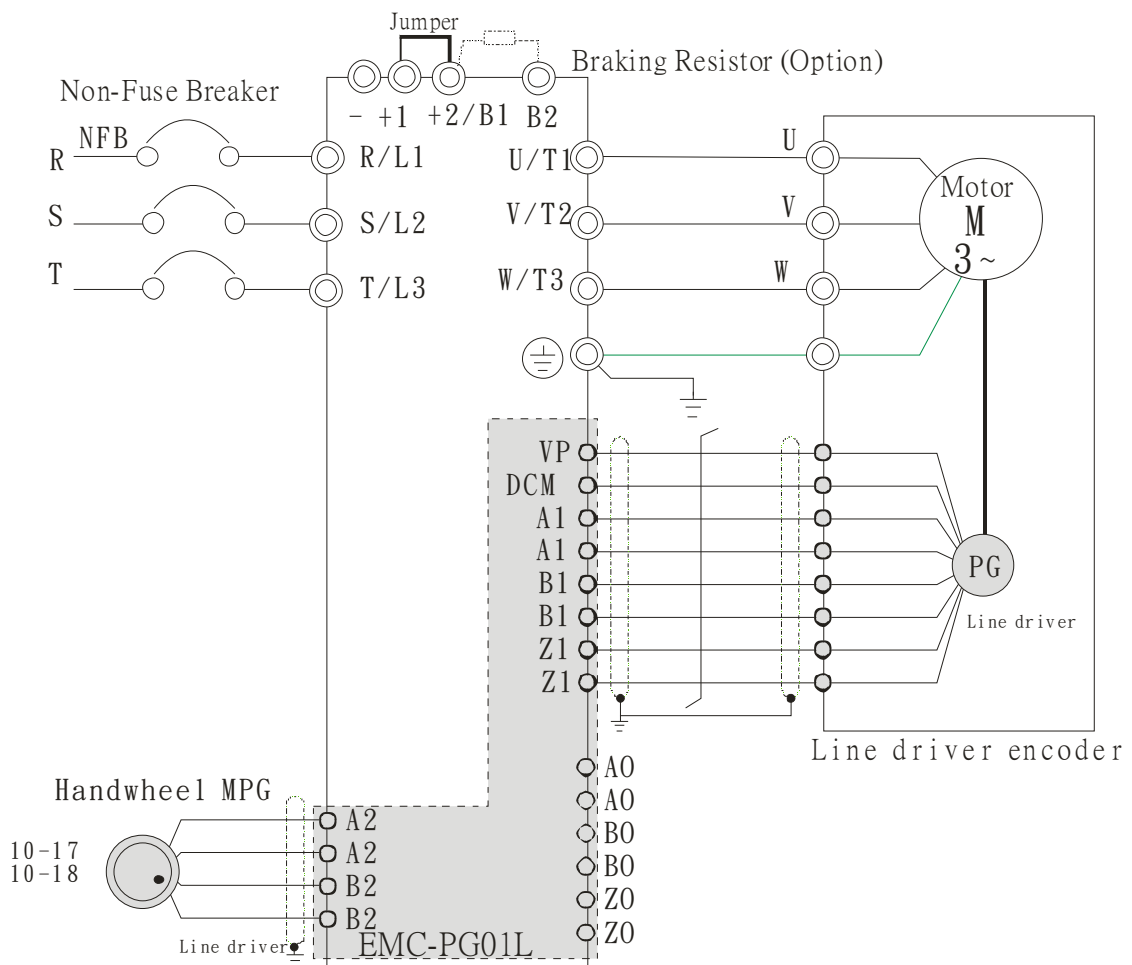 Jumper
Braking Resistor (Option)
Non-Fuse Breaker
- +1 +2/B1 B2
NFB
R R/L1 U/T1 U
S S/L2 V/T2 V
T T/L3 W/T3 W
Motor
M
3~
VP
DCM
A1
A1
B1
B1
Z1
Z1
PG
Line driver
Line driver encoder
AO
AO
BO
BO
ZO
ZO
Handwheel MPG
10-17
10-18
A2
A2
B2
B2
Line driver
EMC-PG01L